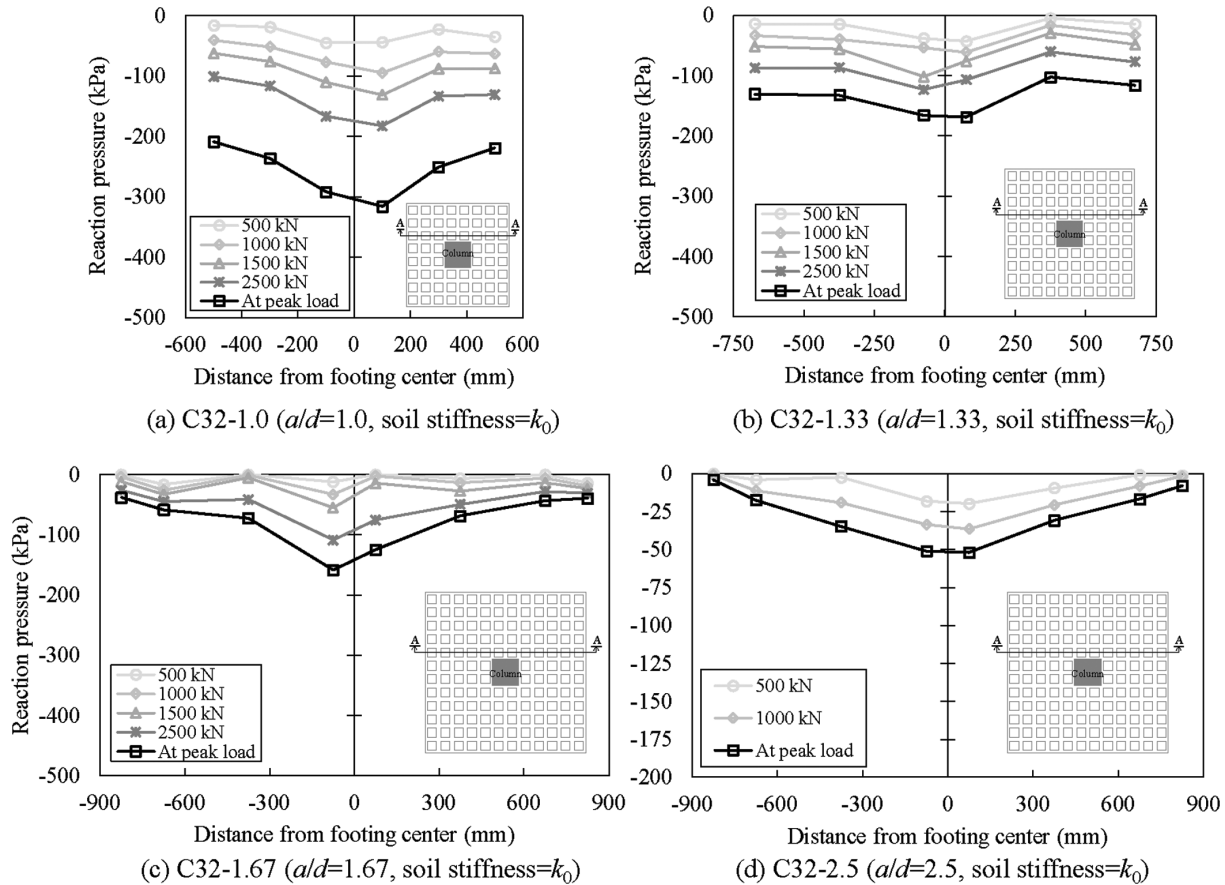 0
-100
-200
-300
-400
-500
Reaction pressure (kPa)
500 kN
1000 kN
1500 kN
2500 kN
At peak load
A
A
Column
-600 -400 -200 0 200 400 600
Distance from footing center (mm)
(a) C32-1.0 (a/d=1.0, soil stiffness=k₀)
0
-100
-200
-300
-400
-500
Reaction pressure (kPa)
500 kN
1000 kN
1500 kN
2500 kN
At peak load
A
A
Column
-750 -500 -250 0 250 500 750
Distance from footing center (mm)
(b) C32-1.33 (a/d=1.33, soil stiffness=k₀)
0
-100
-200
-300
-400
-500
Reaction pressure (kPa)
500 kN
1000 kN
1500 kN
2500 kN
At peak load
A
A
Column
-900 -600 -300 0 300 600 900
Distance from footing center (mm)
(c) C32-1.67 (a/d=1.67, soil stiffness=k₀)
0
-25
-50
-75
-100
-125
-150
-175
-200
Reaction pressure (kPa)
500 kN
1000 kN
At peak load
A
A
Column
-900 -600 -300 0 300 600 900
Distance from footing center (mm)
(d) C32-2.5 (a/d=2.5, soil stiffness=k₀)